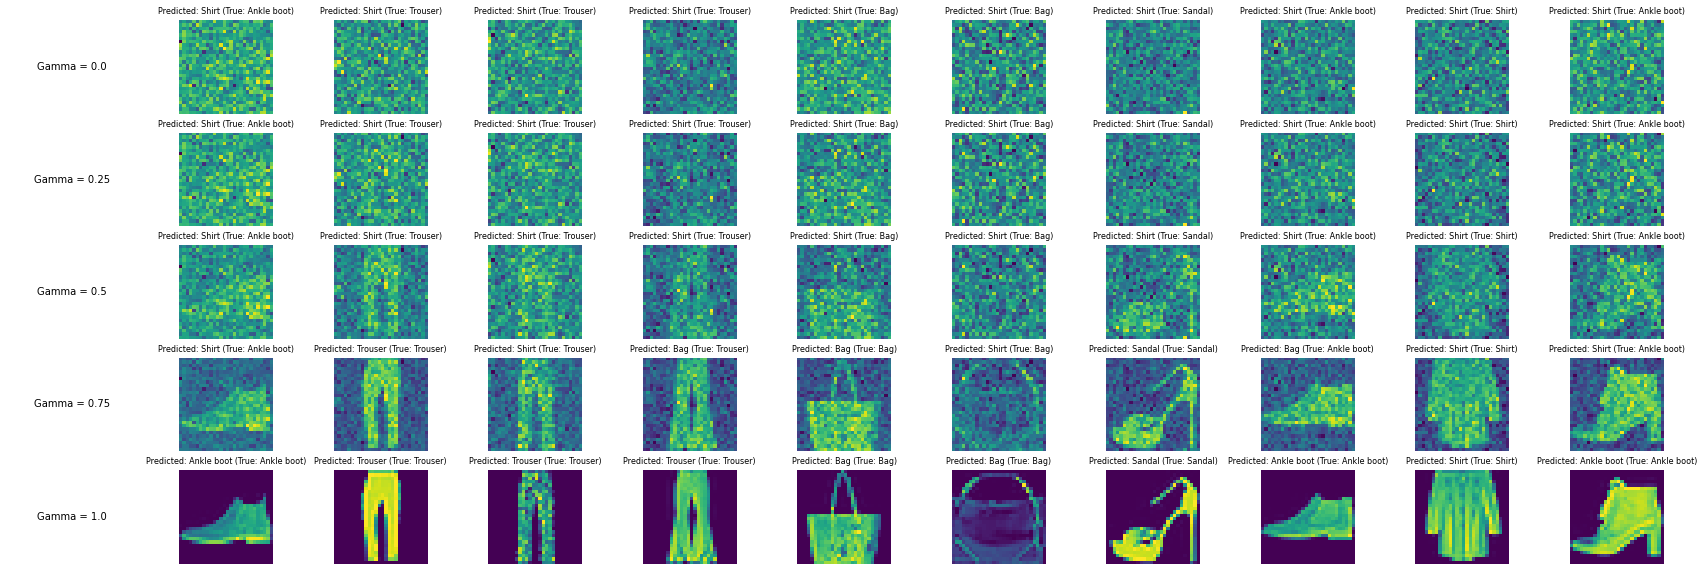 Predicted: Shirt (True: Ankle boot) Predicted: Shirt (True: Trouser) Predicted: Shirt (True: Trouser) Predicted: Shirt (True: Trouser) Predicted: Shirt (True: Bag) Predicted: Shirt (True: Bag) Predicted: Shirt (True: Sandal) Predicted: Shirt (True: Ankle boot) Predicted: Shirt (True: Shirt) Predicted: Shirt (True: Ankle boot)
Gamma = 0.0
Predicted: Shirt (True: Ankle boot) Predicted: Shirt (True: Trouser) Predicted: Shirt (True: Trouser) Predicted: Shirt (True: Trouser) Predicted: Shirt (True: Bag) Predicted: Shirt (True: Bag) Predicted: Shirt (True: Sandal) Predicted: Shirt (True: Ankle boot) Predicted: Shirt (True: Shirt) Predicted: Shirt (True: Ankle boot)
Gamma = 0.25
Predicted: Shirt (True: Ankle boot) Predicted: Shirt (True: Trouser) Predicted: Shirt (True: Trouser) Predicted: Shirt (True: Trouser) Predicted: Shirt (True: Bag) Predicted: Shirt (True: Bag) Predicted: Shirt (True: Sandal) Predicted: Shirt (True: Ankle boot) Predicted: Shirt (True: Shirt) Predicted: Shirt (True: Ankle boot)
Gamma = 0.5
Predicted: Shirt (True: Ankle boot) Predicted: Trouser (True: Trouser) Predicted: Shirt (True: Trouser) Predicted: Bag (True: Trouser) Predicted: Bag (True: Bag) Predicted: Shirt (True: Bag) Predicted: Sandal (True: Sandal) Predicted: Bag (True: Ankle boot) Predicted: Shirt (True: Shirt) Predicted: Shirt (True: Ankle boot)
Gamma = 0.75
Predicted: Ankle boot (True: Ankle boot) Predicted: Trouser (True: Trouser) Predicted: Trouser (True: Trouser) Predicted: Trouser (True: Trouser) Predicted: Bag (True: Bag) Predicted: Bag (True: Bag) Predicted: Sandal (True: Sandal) Predicted: Ankle boot (True: Ankle boot) Predicted: Shirt (True: Shirt) Predicted: Ankle boot (True: Ankle boot)
Gamma = 1.0